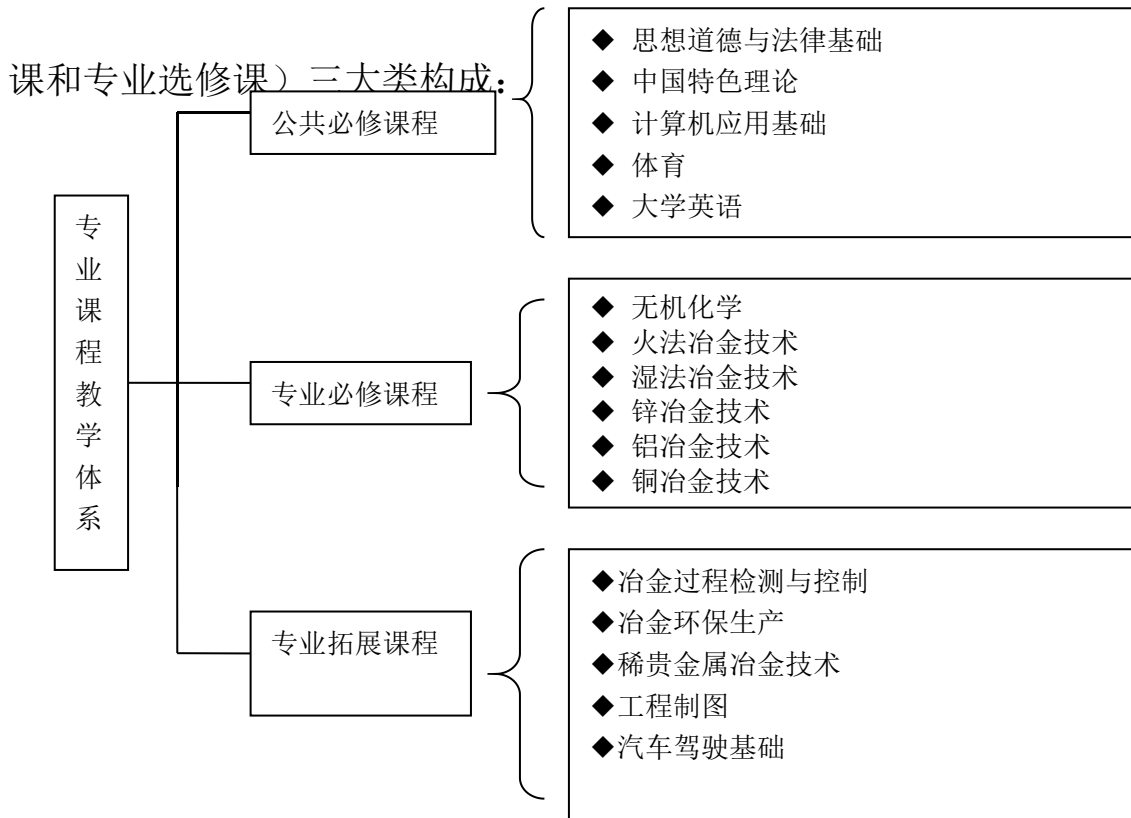 课和专业选修课）三大类构成：
专业课程教学体系
公共必修课程
◆ 思想道德与法律基础
◆ 中国特色理论
◆ 计算机应用基础
◆ 体育
◆ 大学英语
专业必修课程
◆ 无机化学
◆ 火法冶金技术
◆ 湿法冶金技术
◆ 锌冶金技术
◆ 铝冶金技术
◆ 铜冶金技术
专业拓展课程
◆冶金过程检测与控制
◆冶金环保生产
◆稀贵金属冶金技术
◆工程制图
◆汽车驾驶基础